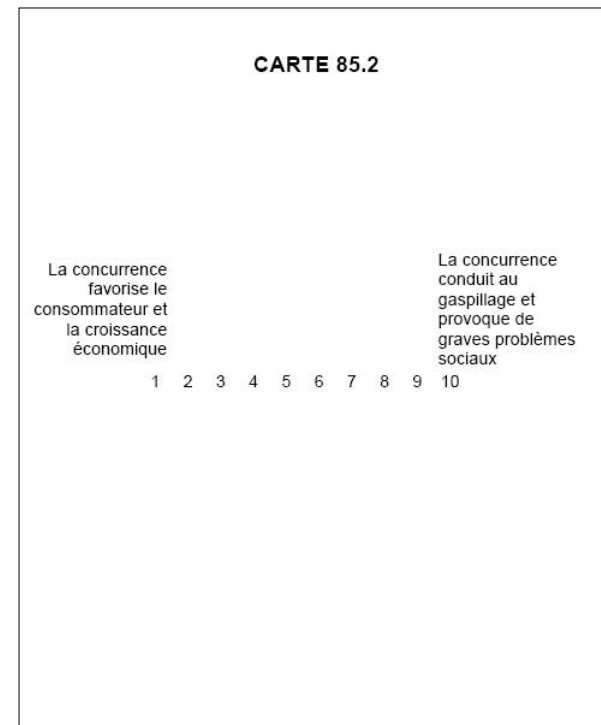 CARTE 85.2
La concurrence
favorise le
consommateur et
la croissance
économique
La concurrence
conduit au
gaspillage et
provoque de
graves problèmes
sociaux
1 2 3 4 5 6 7 8 9 10